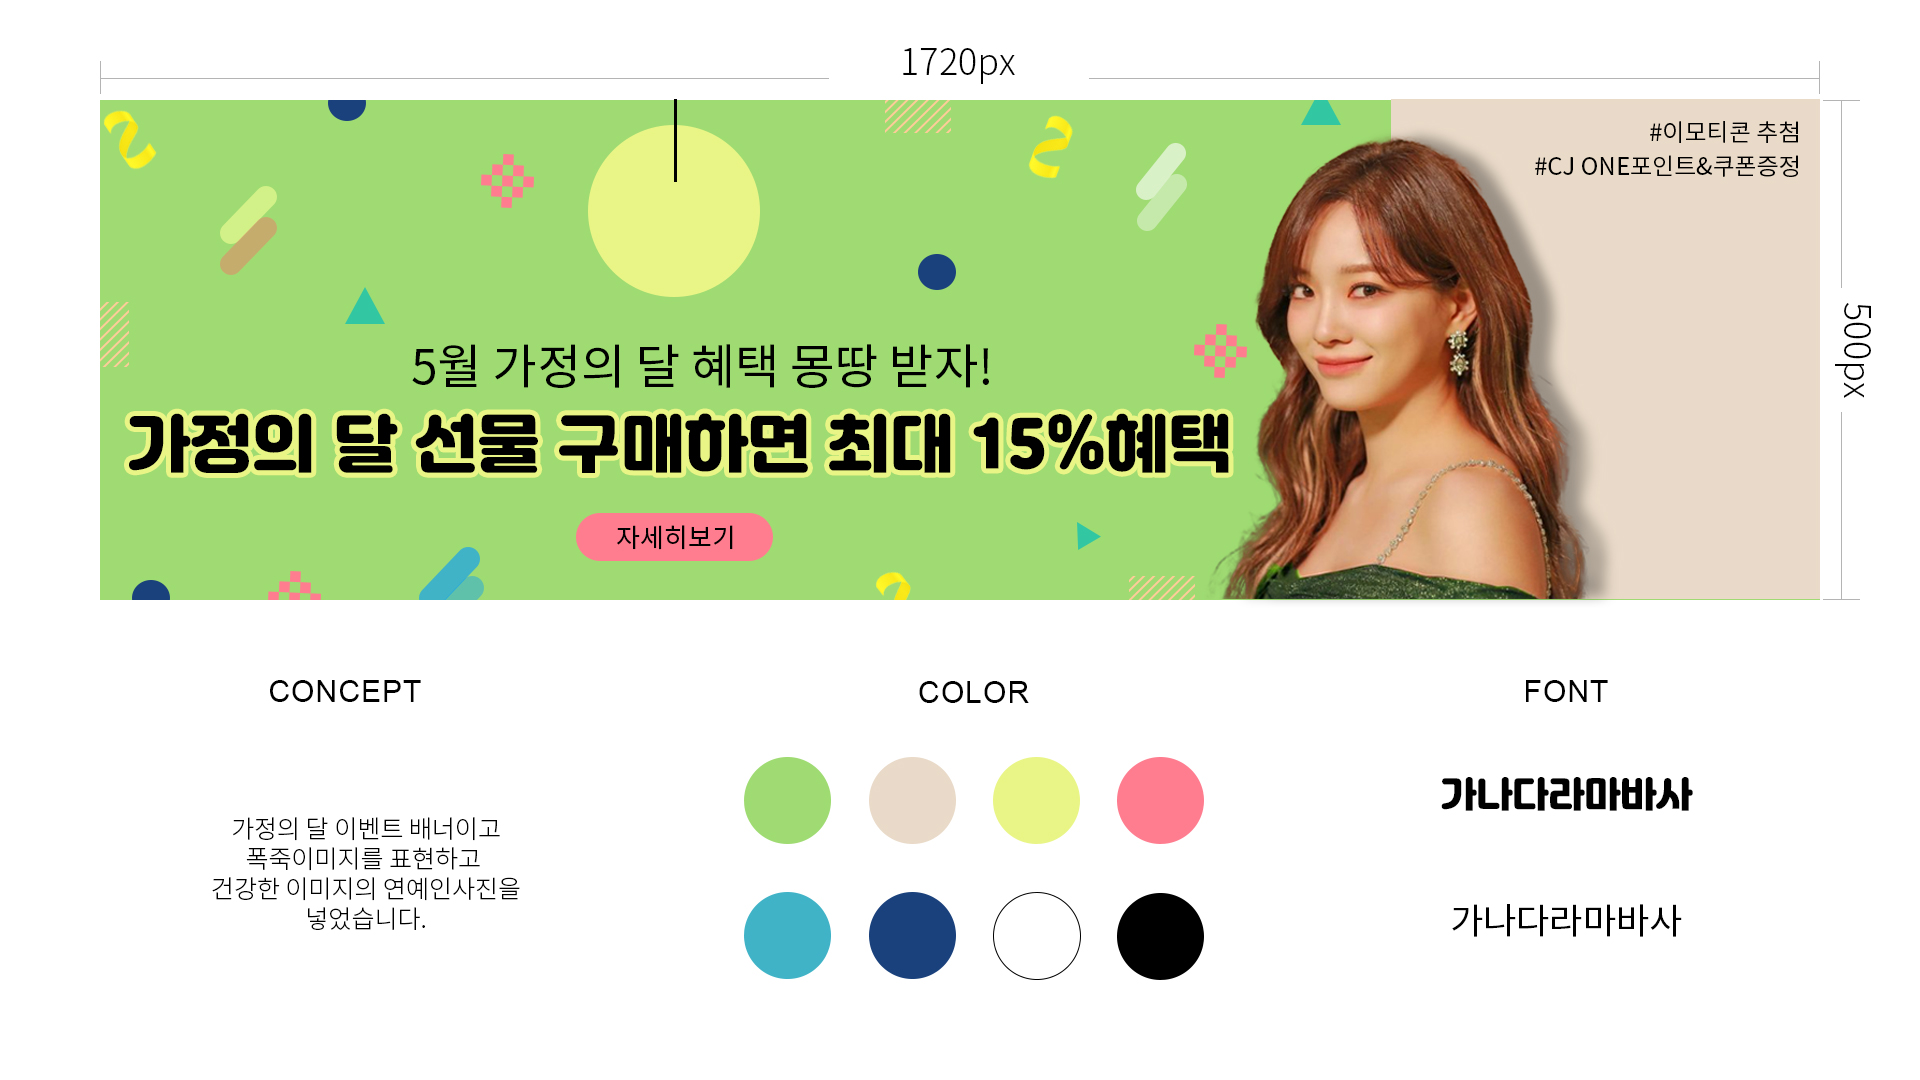 1720px
#이모티콘 추첨
#CJ ONE포인트&쿠폰증정
500px
5월 가정의 달 혜택 몽땅 받자!
가정의 달 선물 구매하면 최대 15%혜택
자세히보기
CONCEPT
가정의 달 이벤트 배너이고
폭죽이미지를 표현하고
건강한 이미지의 연예인사진을
넣었습니다.
COLOR
FONT
가나다라마바사
가나다라마바사